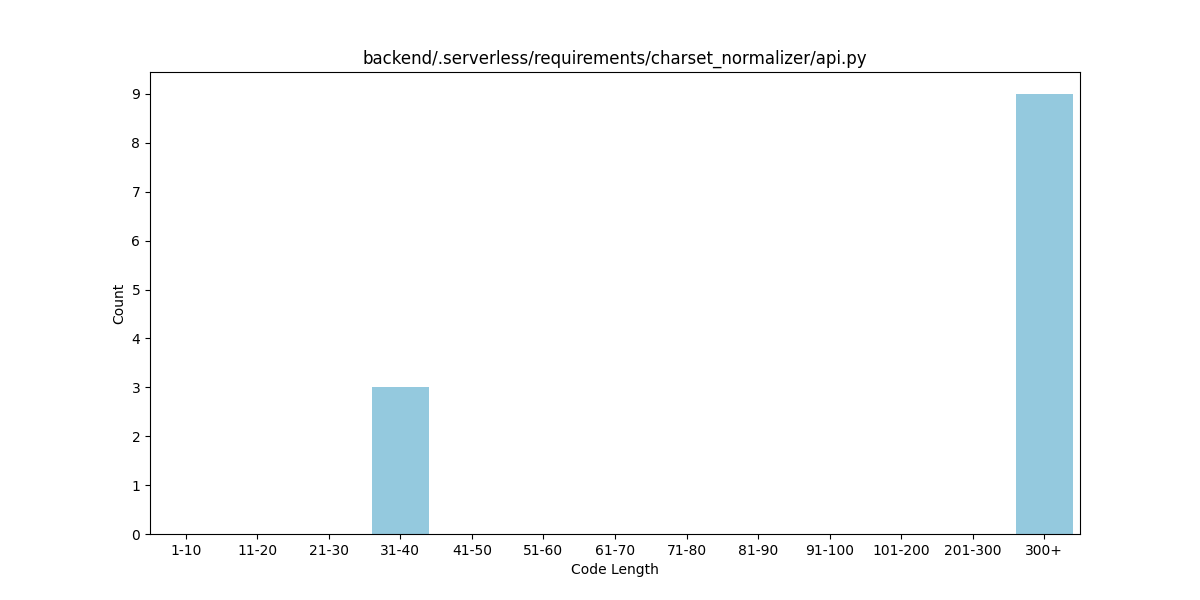 backend/.serverless/requirements/charset_normalizer/api.py
9
8
7
6
5
4
3
2
1
0
Count
1-10 11-20 21-30 31-40 41-50 51-60 61-70 71-80 81-90 91-100 101-200 201-300 300+
Code Length